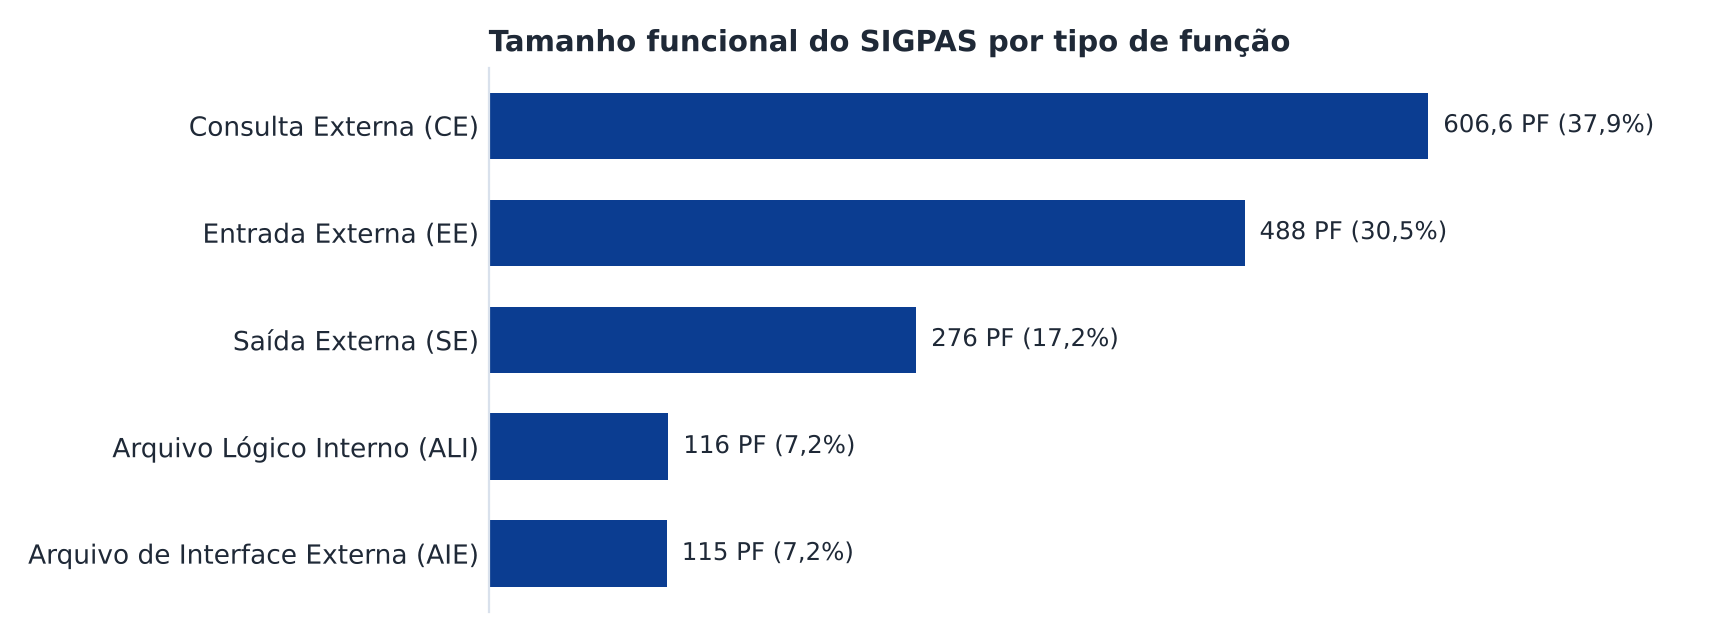 Tamanho funcional do SIGPAS por tipo de função
Consulta Externa (CE) 606,6 PF (37,9%)
Entrada Externa (EE) 488 PF (30,5%)
Saída Externa (SE) 276 PF (17,2%)
Arquivo Lógico Interno (ALI) 116 PF (7,2%)
Arquivo de Interface Externa (AIE) 115 PF (7,2%)